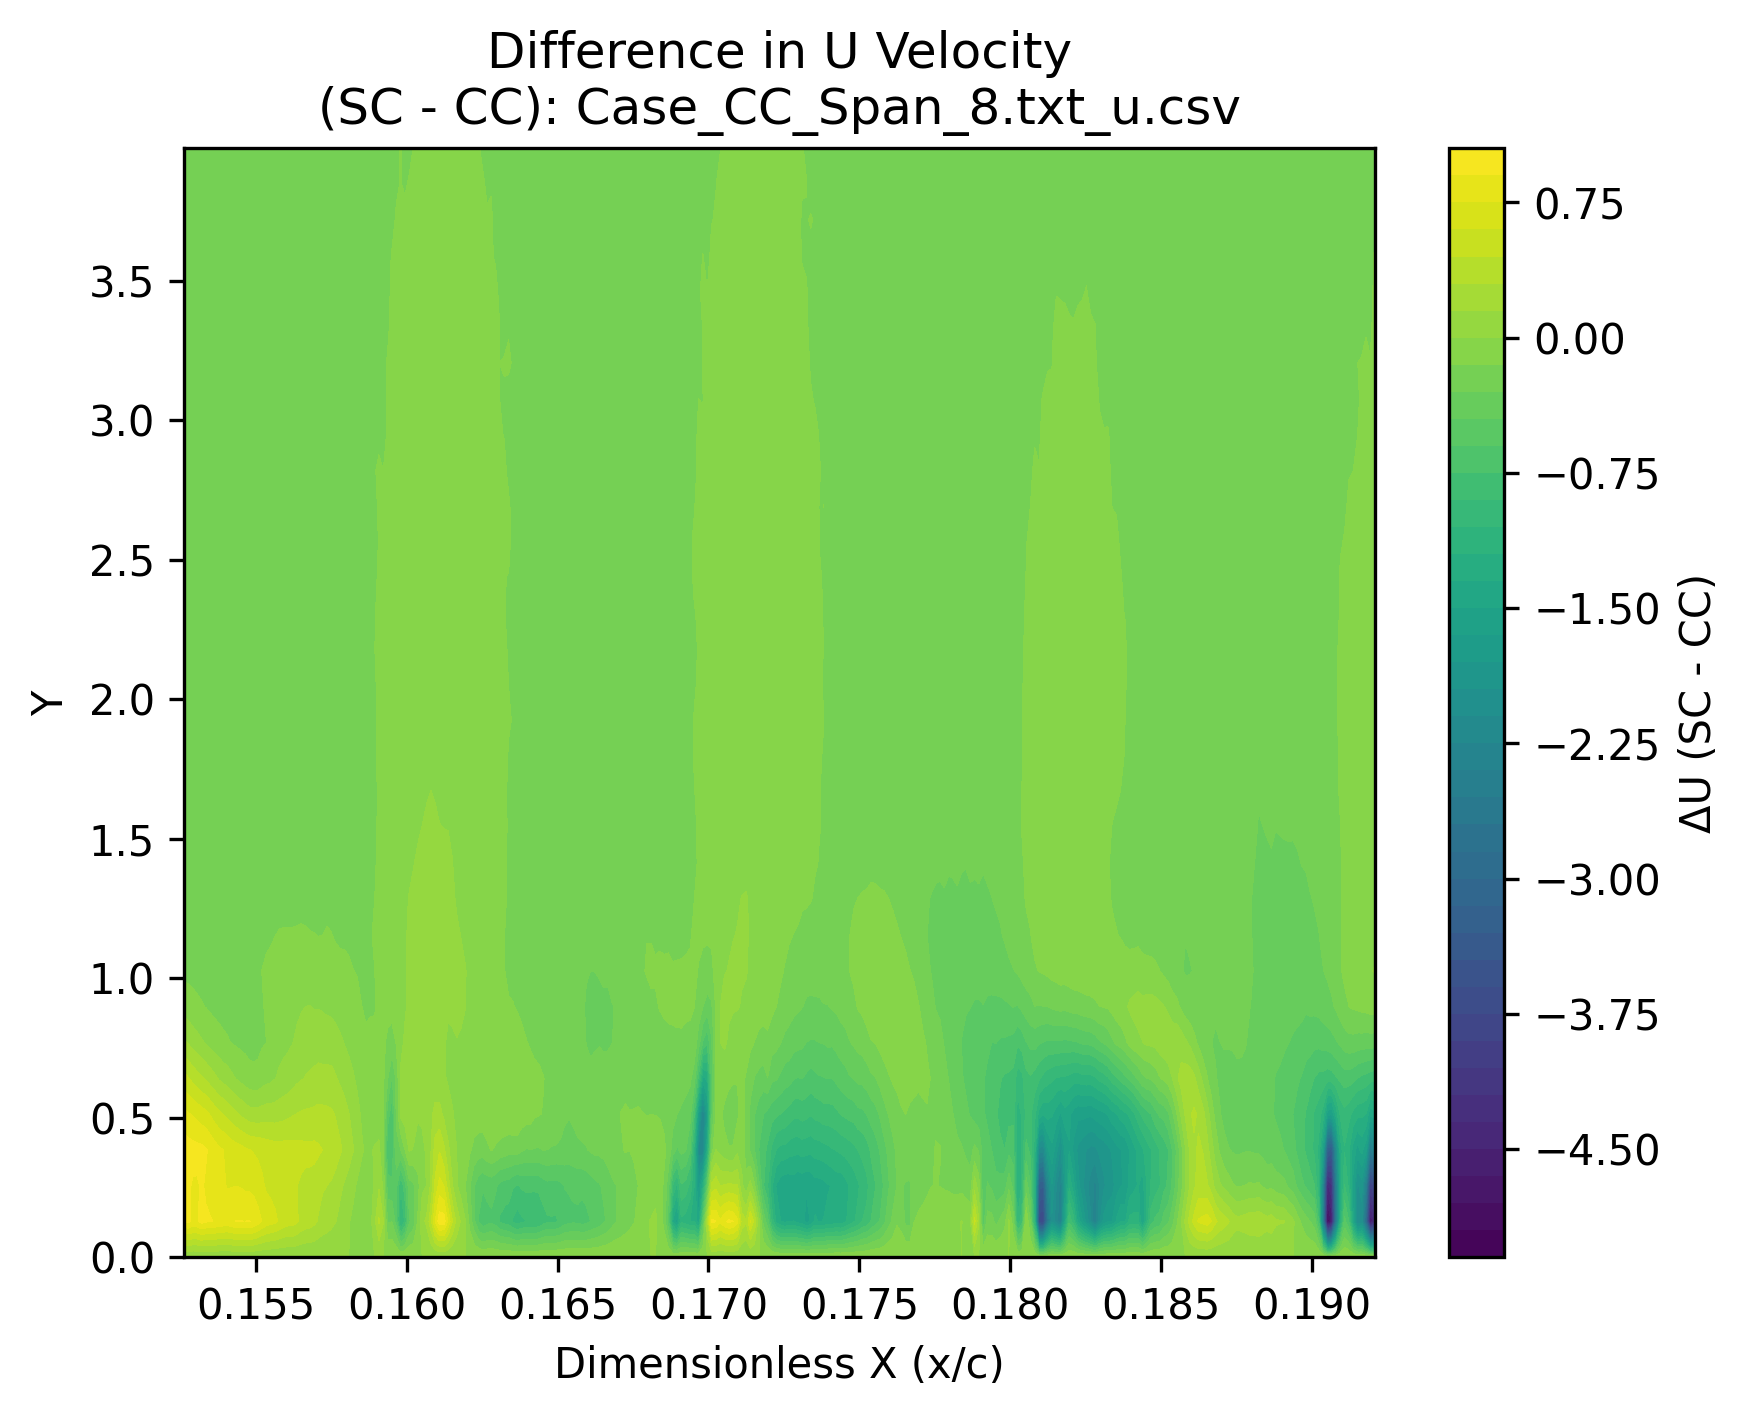 Difference in U Velocity
(SC - CC): Case_CC_Span_8.txt_u.csv
3.5
3.0
2.5
2.0
1.5
1.0
0.5
0.0
Y
0.155 0.160 0.165 0.170 0.175 0.180 0.185 0.190
Dimensionless X (x/c)
0.75
0.00
−0.75
−1.50
−2.25
−3.00
−3.75
−4.50
ΔU (SC - CC)